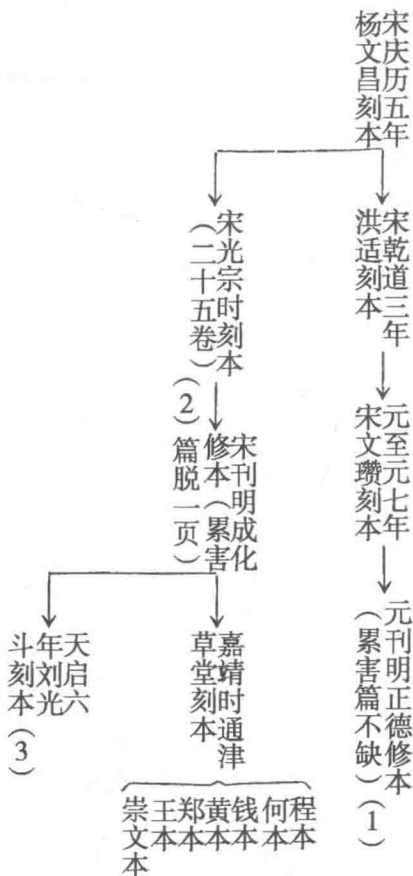 宋庆历五年
杨文昌刻本
宋乾道三年
洪适刻本
元至元七年
宋文瓒刻本
元刊明正德修本
（累害篇不缺）（1）
宋光宗时刻本
（二十五卷）（2）
宋刊明成化
修本（累害
篇脱一页）
嘉靖时通津
草堂刻本
程本
何本
钱本
黄本
郑本
王本
崇文本
天启六
年刘光
斗刻本（3）